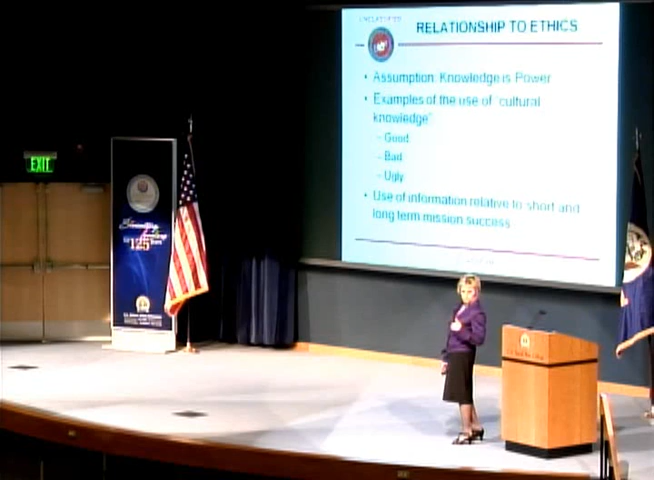 UNCLASSIFIED
RELATIONSHIP TO ETHICS
• Assumption: Knowledge is Power
• Examples of the use of "cultural
knowledge"
– Good
– Bad
– Ugly
• Use of information relative to short and
long term mission success
EXIT
125